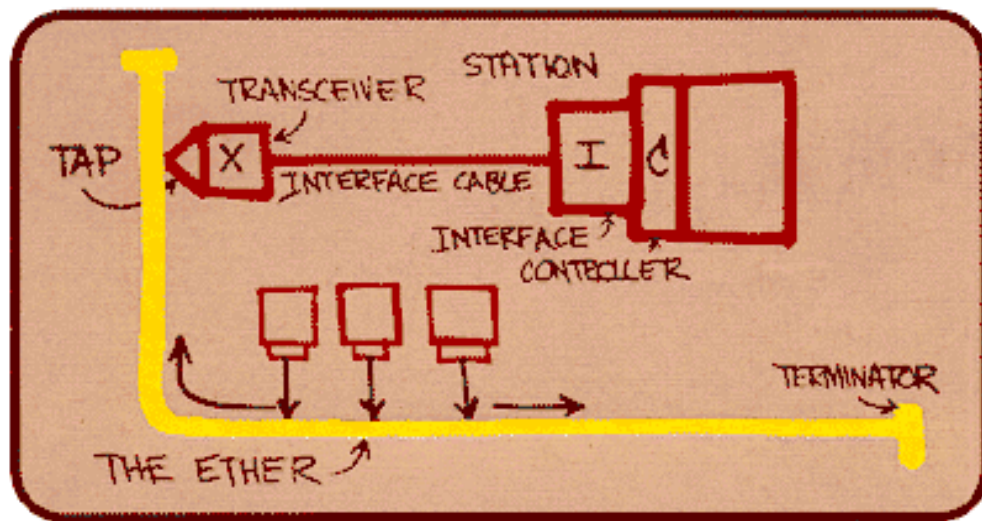 STATION
TRANSCEIVER
TAP
X
I
C
INTERFACE CABLE
INTERFACE
CONTROLLER
TERMINATOR
THE ETHER